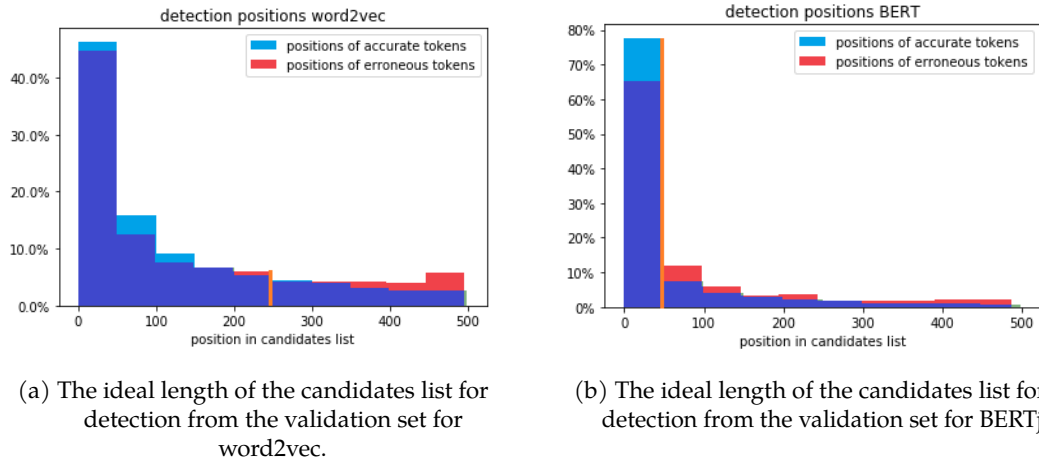 detection positions word2vec
positions of accurate tokens
positions of erroneous tokens
40.0%
30.0%
20.0%
10.0%
0.0%
0 100 200 300 400 500
position in candidates list
(a) The ideal length of the candidates list for
detection from the validation set for
word2vec.
detection positions BERT
positions of accurate tokens
positions of erroneous tokens
80%
70%
60%
50%
40%
30%
20%
10%
0%
0 100 200 300 400 500
position in candidates list
(b) The ideal length of the candidates list for
detection from the validation set for BERT